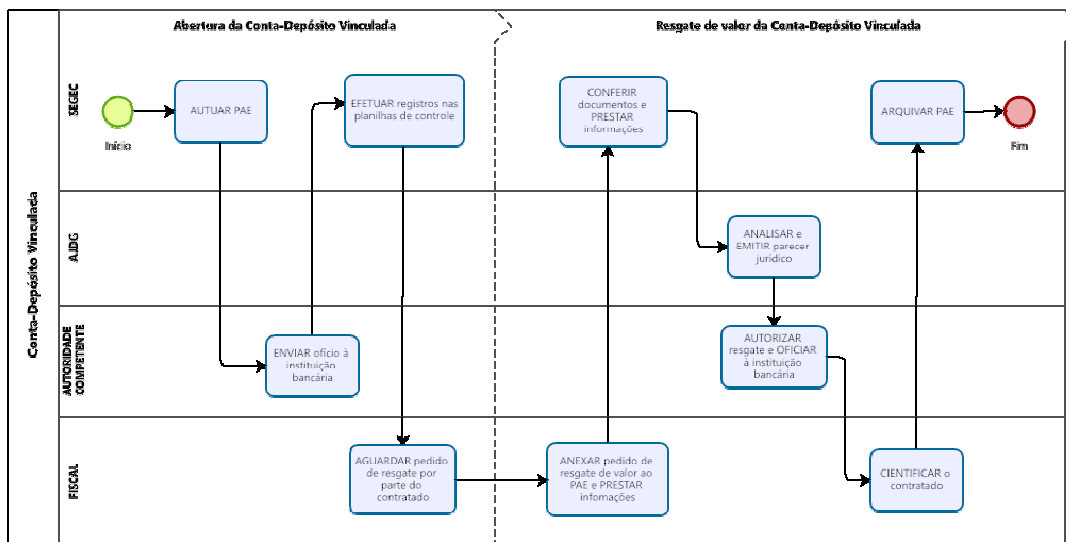 Abertura da Conta-Depósito Vinculada
Resgate de valor da Conta-Depósito Vinculada
Conta-Depósito Vinculada
SEGEC
Início
AUTUAR PAE
EFETUAR registros nas
planilhas de controle
CONFERIR
documentos e
PRESTAR
informações
ARQUIVAR PAE
Fim
AJDG
ANALISAR e
EMITIR parecer
jurídico
AUTORIDADE
COMPETENTE
ENVIAR ofício à
instituição
bancária
AUTORIZAR
resgate e OFICIAR
à instituição
bancária
FISCAL
AGUARDAR pedido
de resgate por
parte do
contratado
ANEXAR pedido de
resgate de valor ao
PAE e PRESTAR
infomações
CIENTIFICAR o
contratado